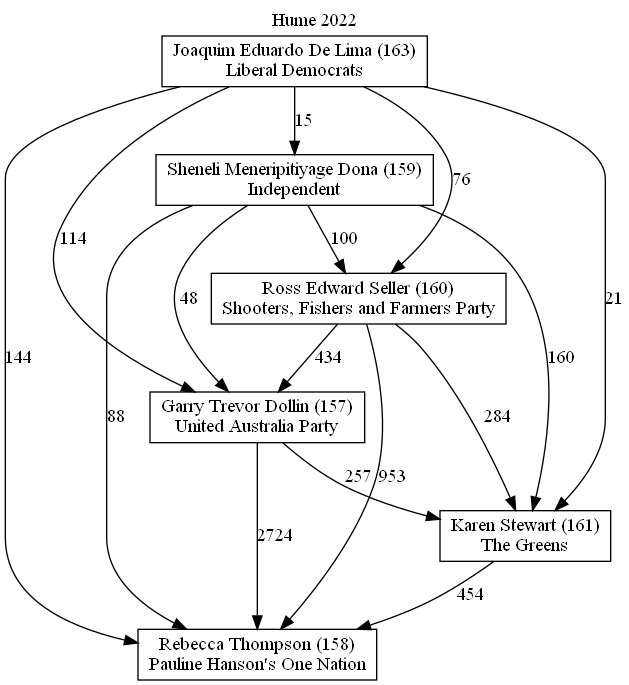 Hume 2022
Joaquim Eduardo De Lima (163)
Liberal Democrats
15
Sheneli Meneripitiyage Dona (159)
Independent
76
114
100
Ross Edward Seller (160)
Shooters, Fishers and Farmers Party
48
21
144
88
434
160
Garry Trevor Dollin (157)
United Australia Party
284
257
953
2724
Karen Stewart (161)
The Greens
454
Rebecca Thompson (158)
Pauline Hanson's One Nation